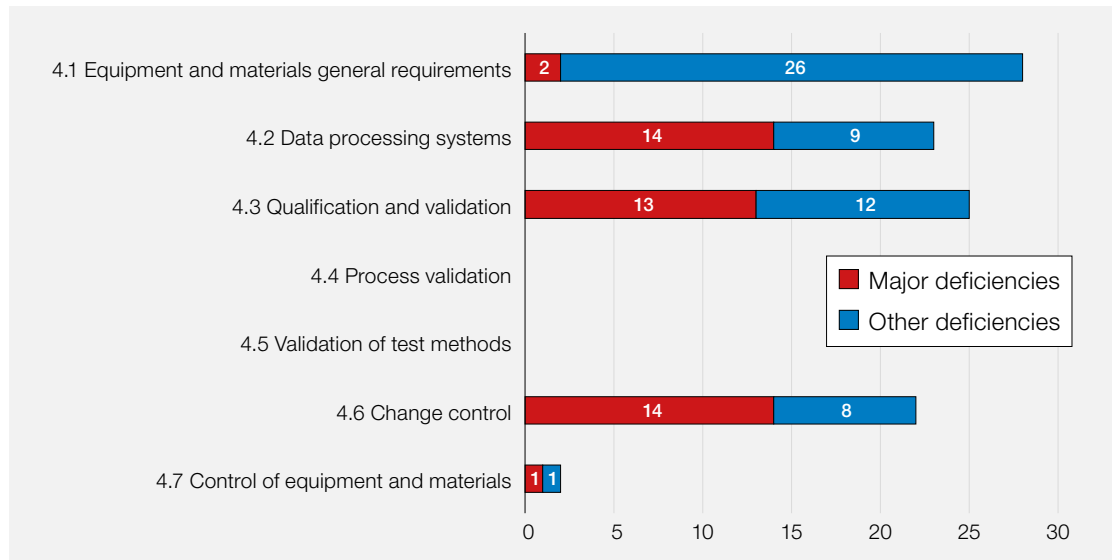 4.1 Equipment and materials general requirements
2 26
4.2 Data processing systems
14 9
4.3 Qualification and validation
13 12
4.4 Process validation
Major deficiencies
Other deficiencies
4.5 Validation of test methods
4.6 Change control
14 8
4.7 Control of equipment and materials
1 1
0 5 10 15 20 25 30